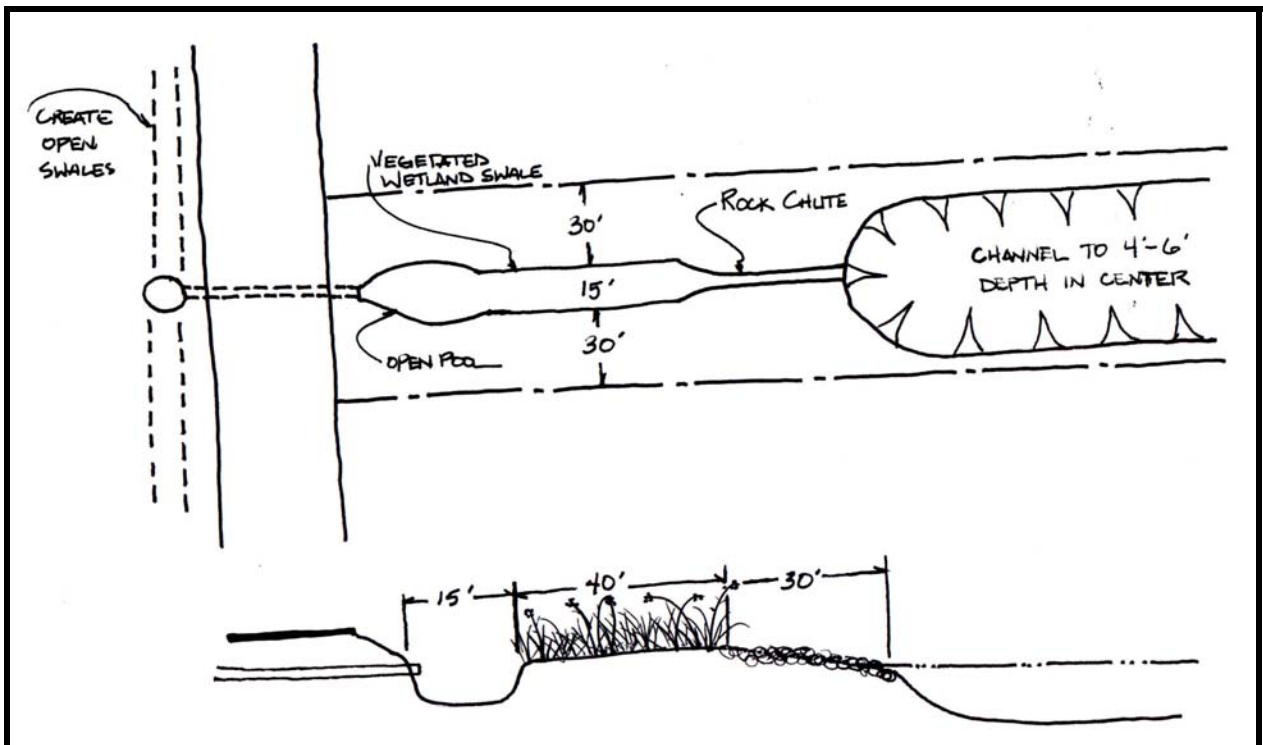 CREATE
OPEN
SWALES
VEGETATED
WETLAND SWALE
ROCK CHUTE
30'
CHANNEL TO 4'-6'
DEPTH IN CENTER
15'
30'
OPEN POOL
15'
40'
30'